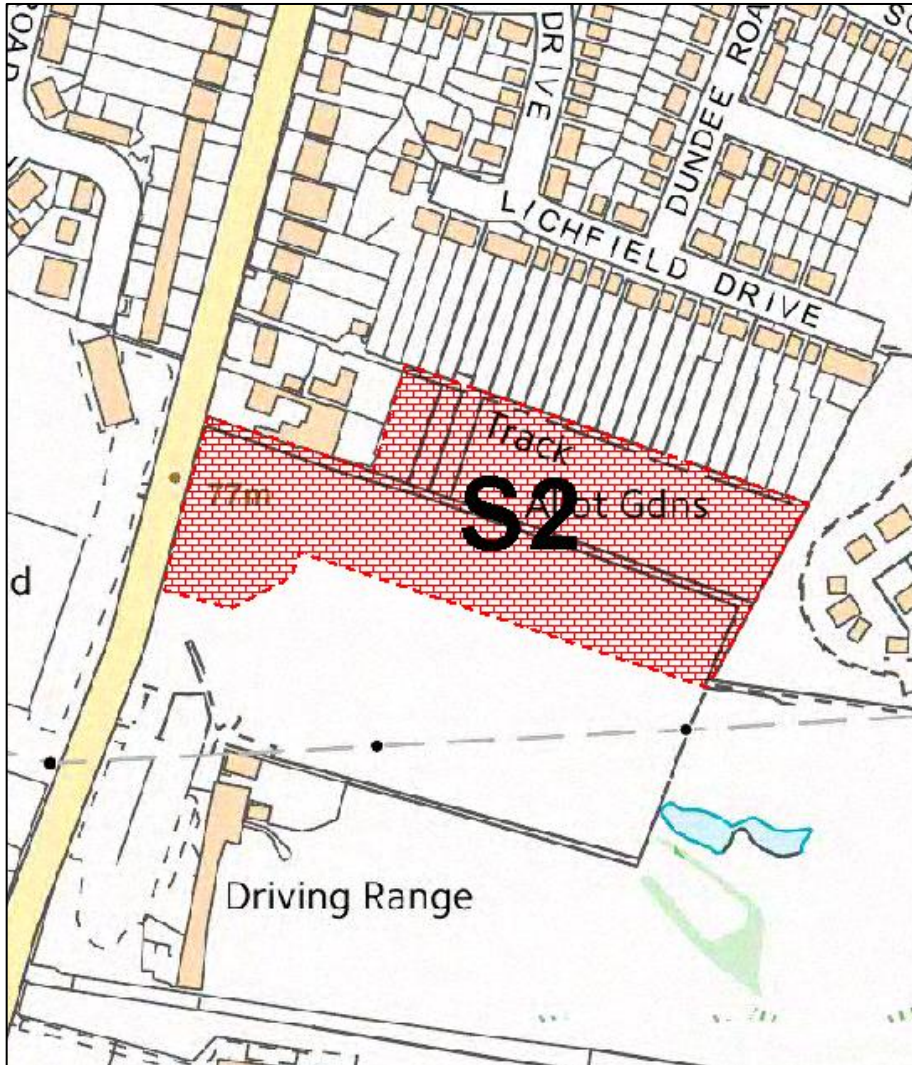 ROAD
DRIVE
DUNDEE ROAD
LICHFIELD DRIVE
Track
77m
S2
Allot Gdns
d
Driving Range